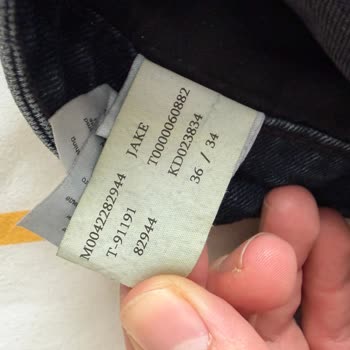 M0042282944 JAKE
T-91191 T0000060882
82944 KD023834
36 / 34